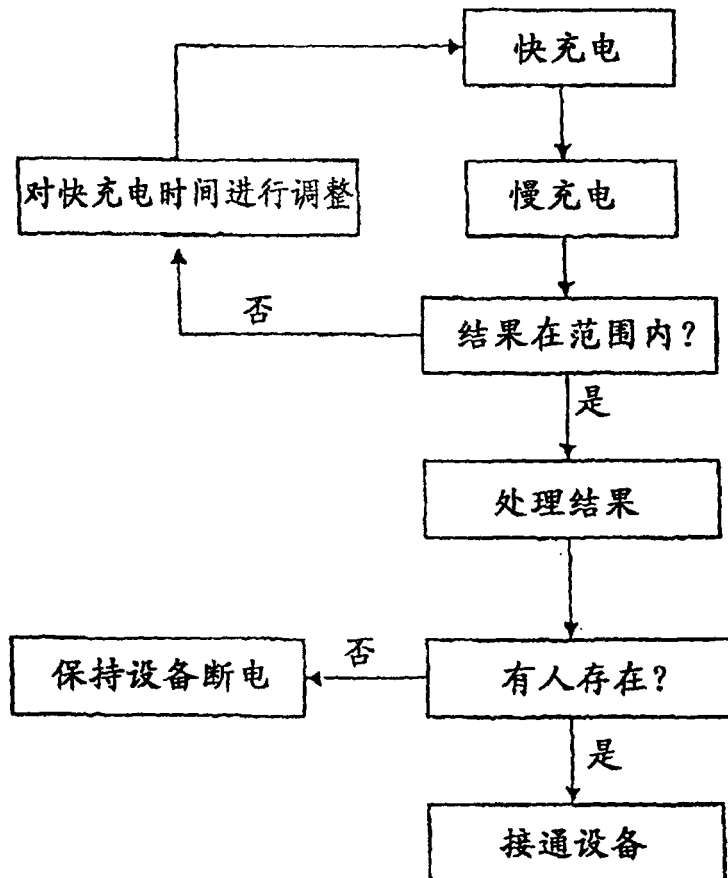 快充电
对快充电时间进行调整
慢充电
否
结果在范围内?
是
处理结果
否
保持设备断电
有人存在?
是
接通设备